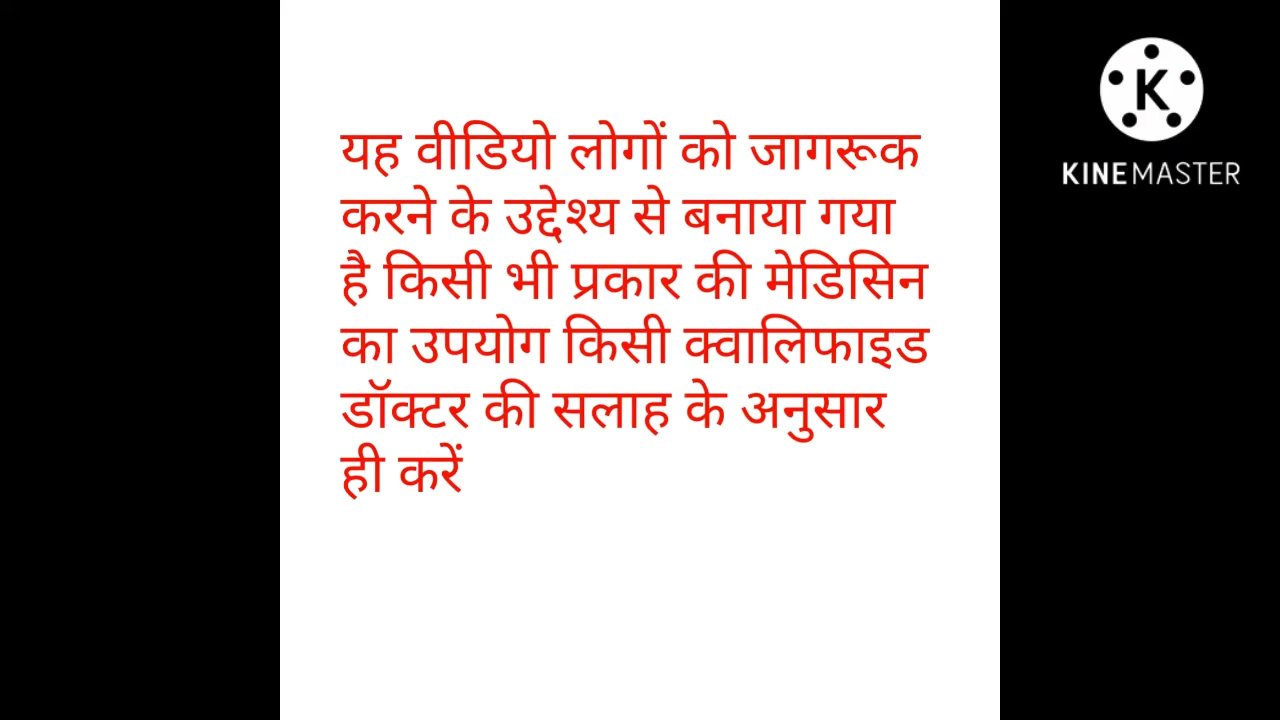 यह वीडियो लोगों को जागरूक
करने के उद्देश्य से बनाया गया
है किसी भी प्रकार की मेडिसिन
का उपयोग किसी क्वालिफाइड
डॉक्टर की सलाह के अनुसार
ही करें
K
KINEMASTER